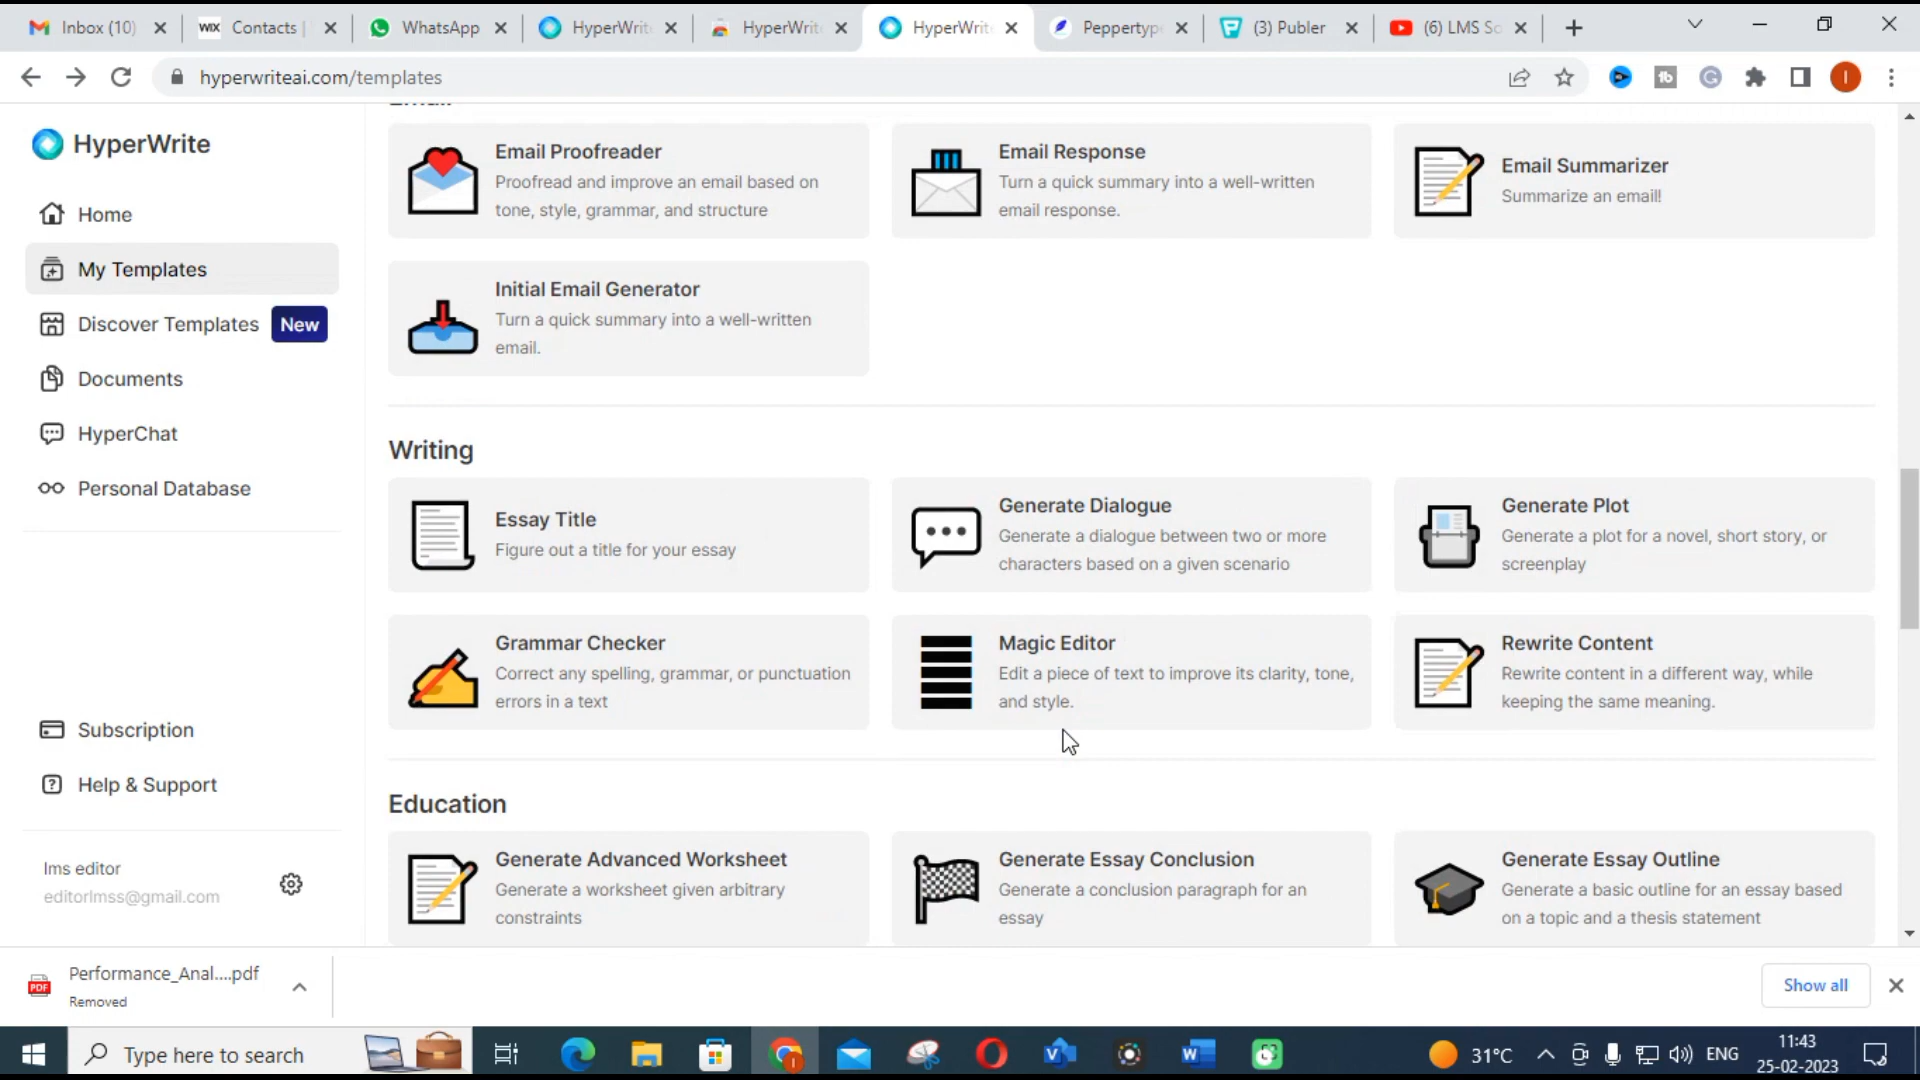 Inbox (10)
Contacts |
WhatsApp
HyperWrit
HyperWrit
HyperWrit
Peppertyp
(3) Publer
(6) LMS So
hyperwriteai.com/templates
HyperWrite
Home
My Templates
Discover Templates New
Documents
HyperChat
Personal Database
Subscription
Help & Support
lms editor
editorlmss@gmail.com
Email
Email Proofreader
Proofread and improve an email based on
tone, style, grammar, and structure
Email Response
Turn a quick summary into a well-written
email response.
Email Summarizer
Summarize an email!
Initial Email Generator
Turn a quick summary into a well-written
email.
Writing
Essay Title
Figure out a title for your essay
Generate Dialogue
Generate a dialogue between two or more
characters based on a given scenario
Generate Plot
Generate a plot for a novel, short story, or
screenplay
Grammar Checker
Correct any spelling, grammar, or punctuation
errors in a text
Magic Editor
Edit a piece of text to improve its clarity, tone,
and style.
Rewrite Content
Rewrite content in a different way, while
keeping the same meaning.
Education
Generate Advanced Worksheet
Generate a worksheet given arbitrary
constraints
Generate Essay Conclusion
Generate a conclusion paragraph for an
essay
Generate Essay Outline
Generate a basic outline for an essay based
on a topic and a thesis statement
Performance_Anal....pdf
Removed
Show all
Type here to search
31°C
ENG
11:43
25-02-2023